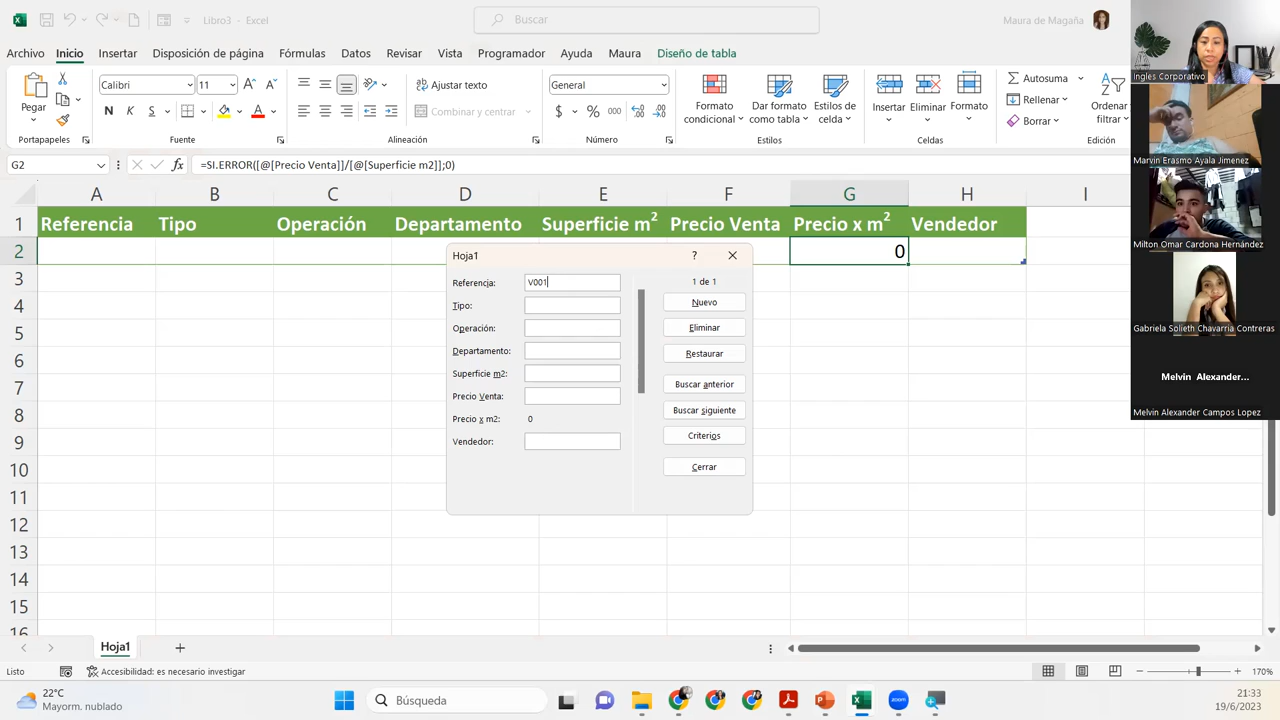 Libro3 - Excel
Buscar
Maura de Magaña
Archivo Inicio Insertar Disposición de página Fórmulas Datos Revisar Vista Programador Ayuda Maura Diseño de tabla
Pegar
Calibri 11
N K S
Ajustar texto
Combinar y centrar
General
$ % 000
Formato condicional
Dar formato como tabla
Estilos de celda
Insertar
Eliminar
Formato
Autosuma
Rellenar
Borrar
Ordenar filtrar
Portapapeles Fuente Alineación Número Estilos Celdas Edición
G2 fx =SI.ERROR([@[Precio Venta]]/[@[Superficie m2]];0)
A B C D E F G H I
1 Referencia Tipo Operación Departamento Superficie m² Precio Venta Precio x m² Vendedor
2 0
3
4
5
6
7
8
9
10
11
12
13
14
15
16
Hoja1 ?
Referencia: V001
Tipo:
Operación:
Departamento:
Superficie m2:
Precio Venta:
Precio x m2: 0
Vendedor:
1 de 1
Nuevo
Eliminar
Restaurar
Buscar anterior
Buscar siguiente
Criterios
Cerrar
Ingles Corporativo
Marvin Erasmo Ayala Jimenez
Milton Omar Cardona Hernández
Gabriela Solieth Chavarria Contreras
Melvin Alexander...
Melvin Alexander Campos Lopez
Hoja1
Listo
Accesibilidad: es necesario investigar
170%
22°C
Mayorm. nublado
Búsqueda
zoom
21:33
19/6/2023